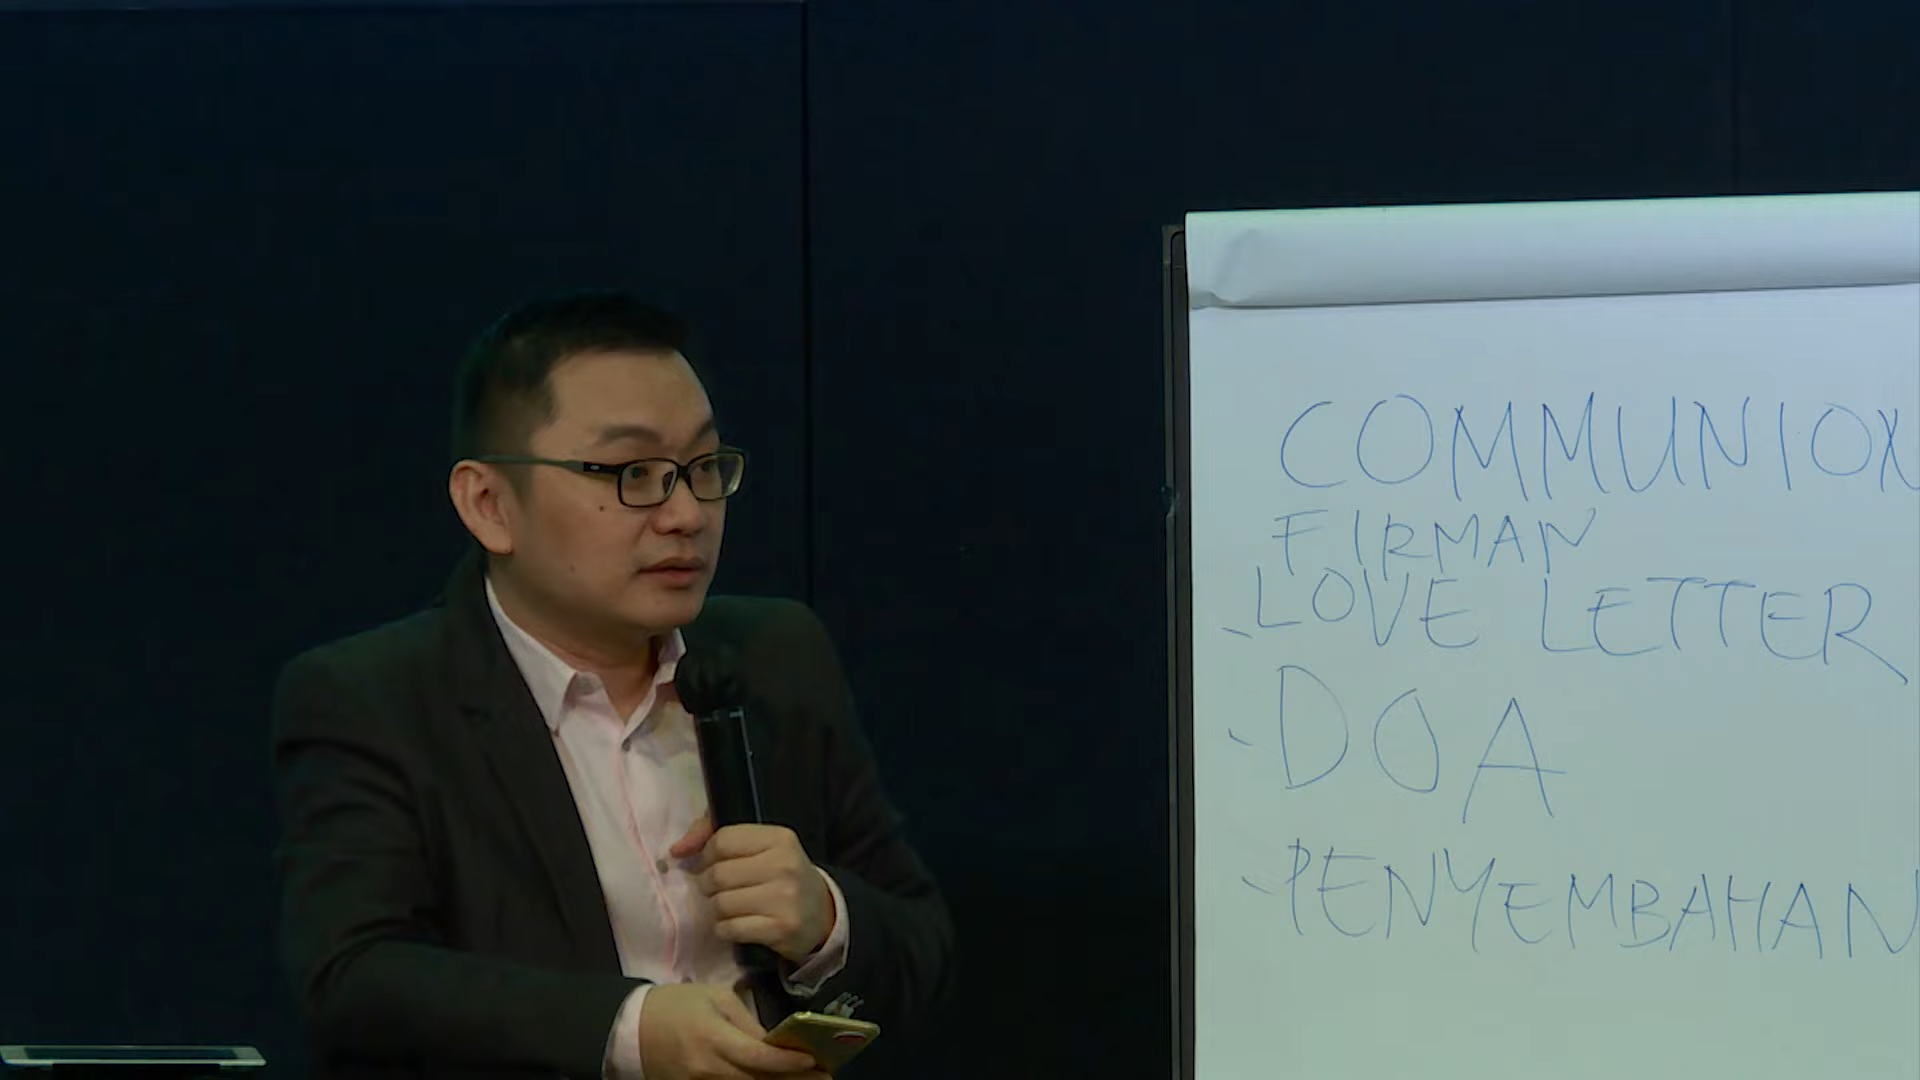 COMMUNION
FIRMAN
- LOVE LETTER
- DOA
- PENYEMBAHAN